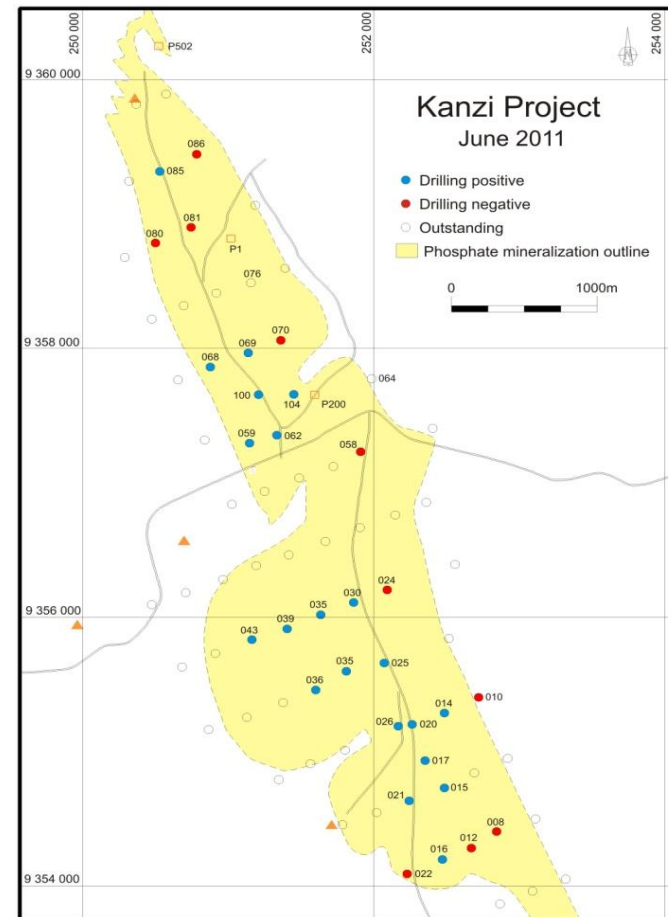 250 000
252 000
254 000
P502
9 360 000
Kanzi Project
June 2011
086
085
Drilling positive
Drilling negative
Outstanding
Phosphate mineralization outline
081
080
P1
076
0
1000m
070
9 358 000
069
068
064
100
104
P200
062
059
058
024
030
9 356 000
035
039
043
025
035
036
010
014
026
020
017
015
021
008
012
016
022
9 354 000